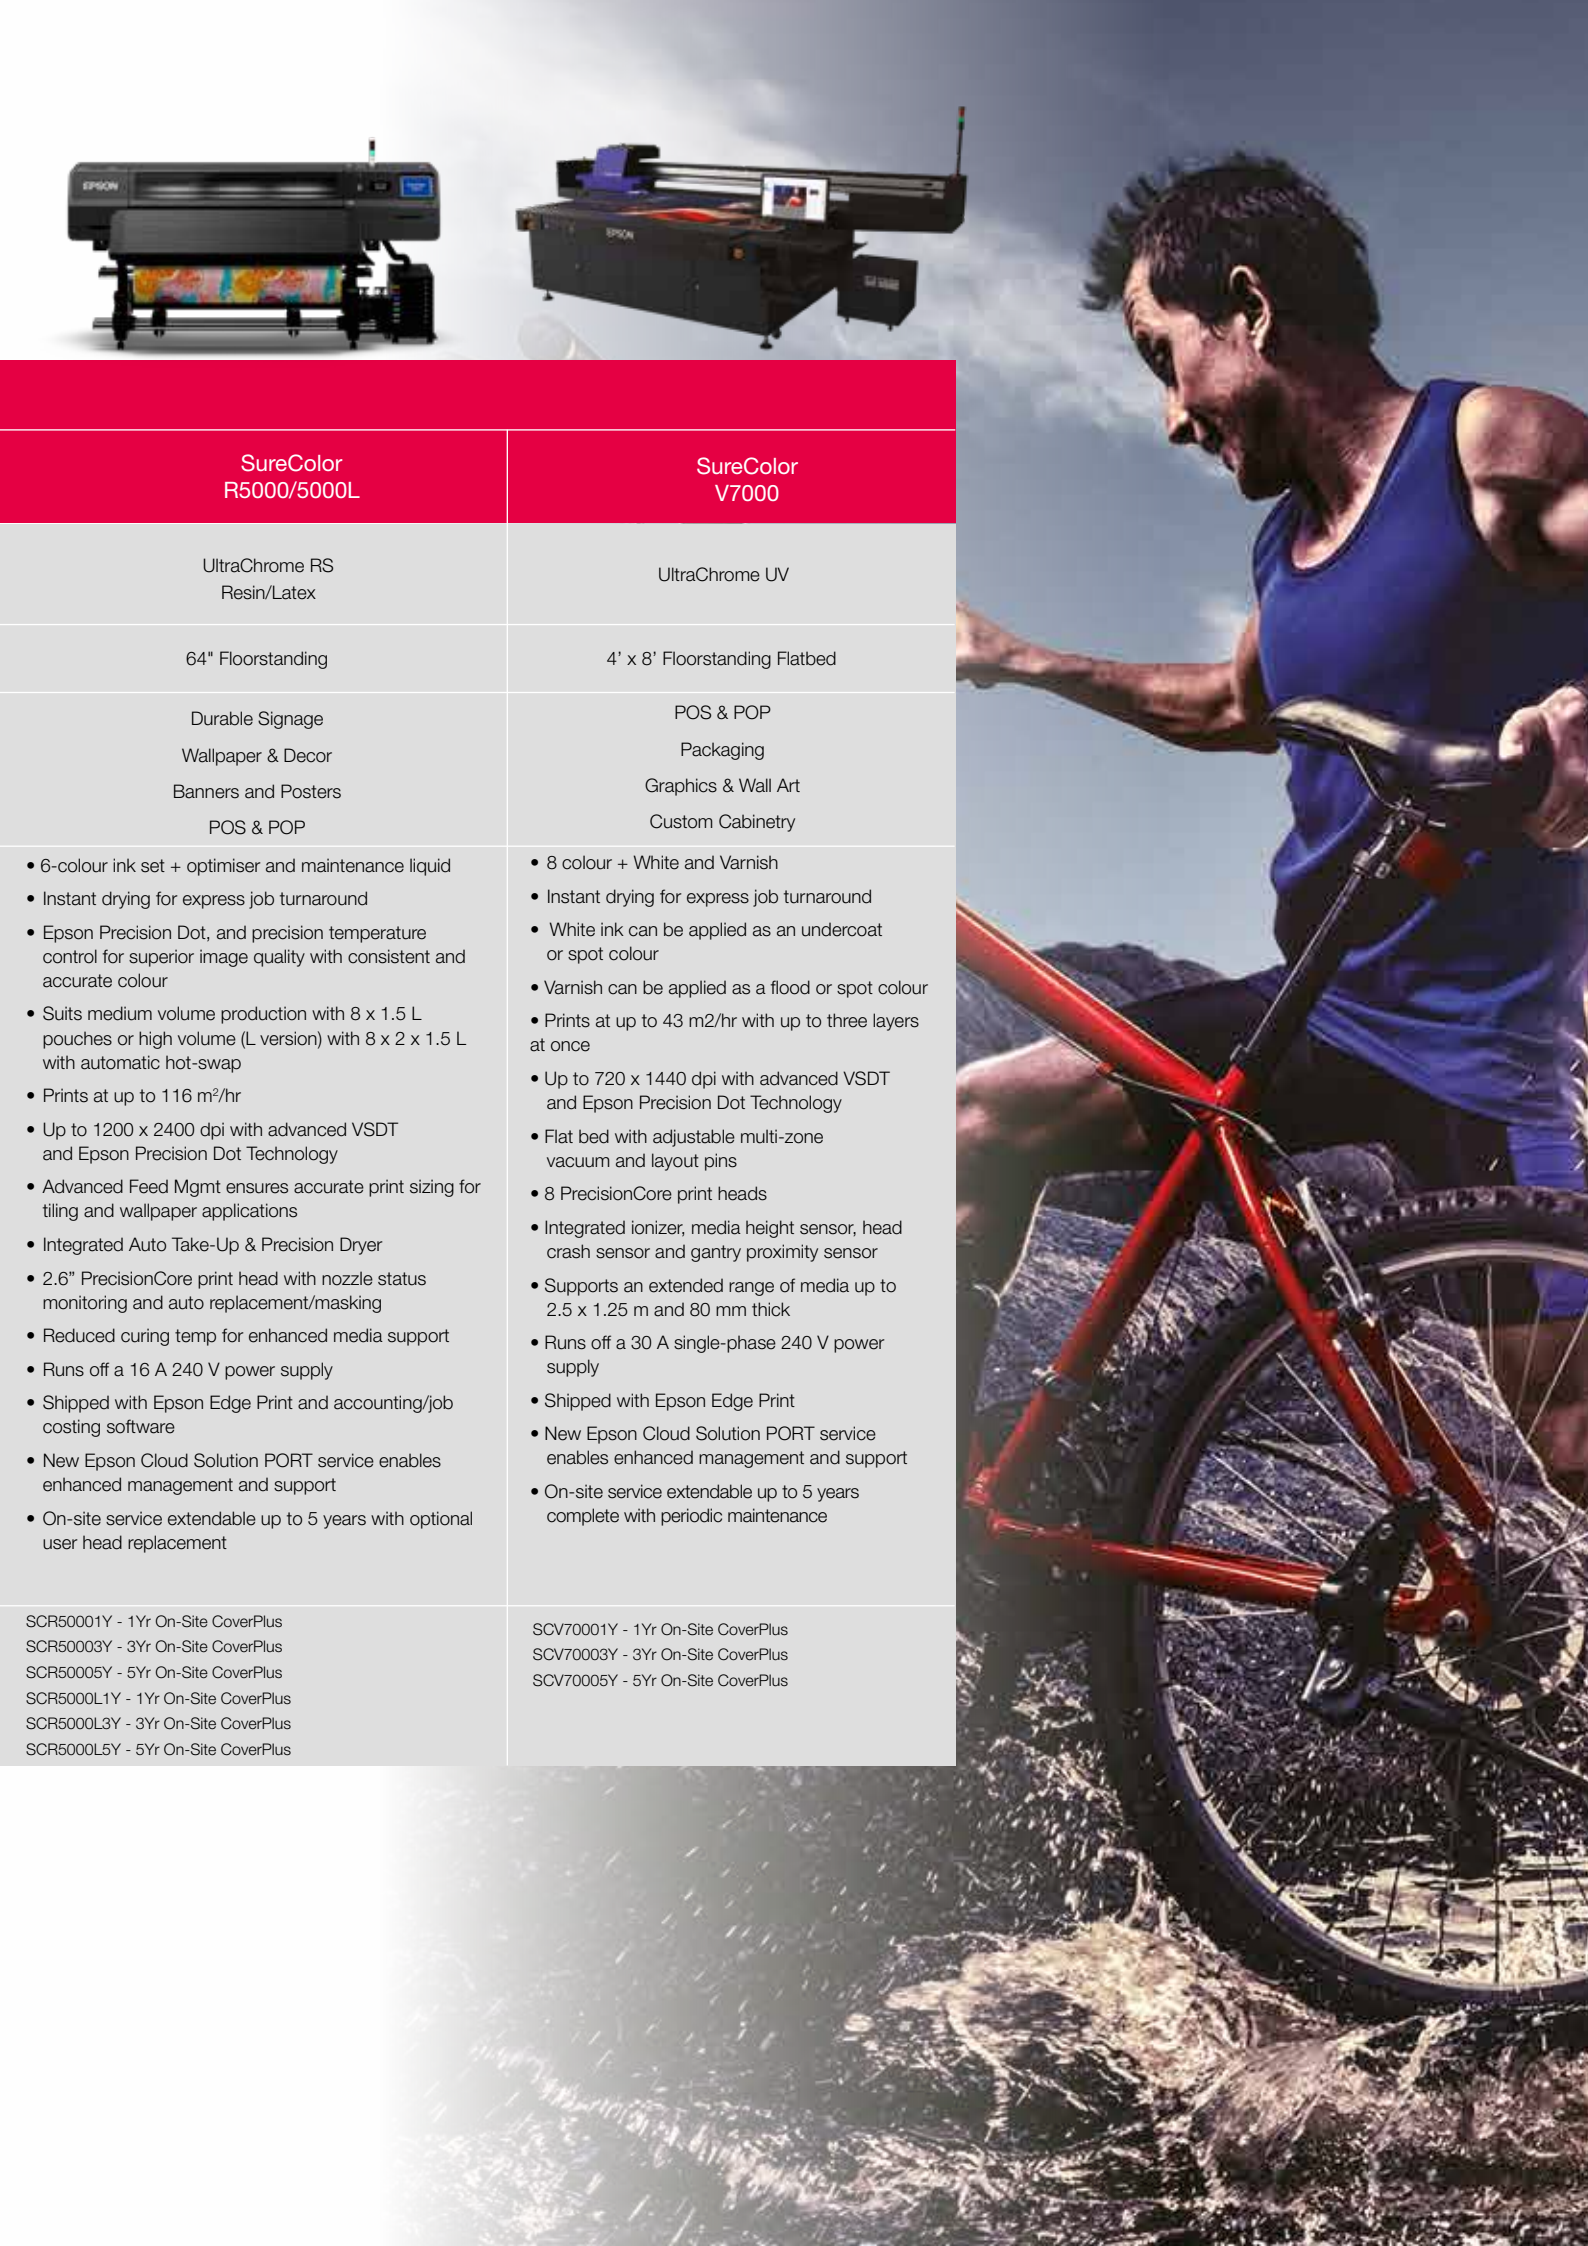 EPSON
EPSON
SureColor
R5000/5000L
UltraChrome RS
Resin/Latex
64" Floorstanding
Durable Signage
Wallpaper & Decor
Banners and Posters
POS & POP
• 6-colour ink set + optimiser and maintenance liquid
• Instant drying for express job turnaround
• Epson Precision Dot, and precision temperature
control for superior image quality with consistent and
accurate colour
• Suits medium volume production with 8 x 1.5 L
pouches or high volume (L version) with 8 x 2 x 1.5 L
with automatic hot-swap
• Prints at up to 116 m²/hr
• Up to 1200 x 2400 dpi with advanced VSDT
and Epson Precision Dot Technology
• Advanced Feed Mgmt ensures accurate print sizing for
tiling and wallpaper applications
• Integrated Auto Take-Up & Precision Dryer
• 2.6” PrecisionCore print head with nozzle status
monitoring and auto replacement/masking
• Reduced curing temp for enhanced media support
• Runs off a 16 A 240 V power supply
• Shipped with Epson Edge Print and accounting/job
costing software
• New Epson Cloud Solution PORT service enables
enhanced management and support
• On-site service extendable up to 5 years with optional
user head replacement
SCR50001Y - 1Yr On-Site CoverPlus
SCR50003Y - 3Yr On-Site CoverPlus
SCR50005Y - 5Yr On-Site CoverPlus
SCR5000L1Y - 1Yr On-Site CoverPlus
SCR5000L3Y - 3Yr On-Site CoverPlus
SCR5000L5Y - 5Yr On-Site CoverPlus
SureColor
V7000
UltraChrome UV
4’ x 8’ Floorstanding Flatbed
POS & POP
Packaging
Graphics & Wall Art
Custom Cabinetry
• 8 colour + White and Varnish
• Instant drying for express job turnaround
• White ink can be applied as an undercoat
or spot colour
• Varnish can be applied as a flood or spot colour
• Prints at up to 43 m2/hr with up to three layers
at once
• Up to 720 x 1440 dpi with advanced VSDT
and Epson Precision Dot Technology
• Flat bed with adjustable multi-zone
vacuum and layout pins
• 8 PrecisionCore print heads
• Integrated ionizer, media height sensor, head
crash sensor and gantry proximity sensor
• Supports an extended range of media up to
2.5 x 1.25 m and 80 mm thick
• Runs off a 30 A single-phase 240 V power
supply
• Shipped with Epson Edge Print
• New Epson Cloud Solution PORT service
enables enhanced management and support
• On-site service extendable up to 5 years
complete with periodic maintenance
SCV70001Y - 1Yr On-Site CoverPlus
SCV70003Y - 3Yr On-Site CoverPlus
SCV70005Y - 5Yr On-Site CoverPlus